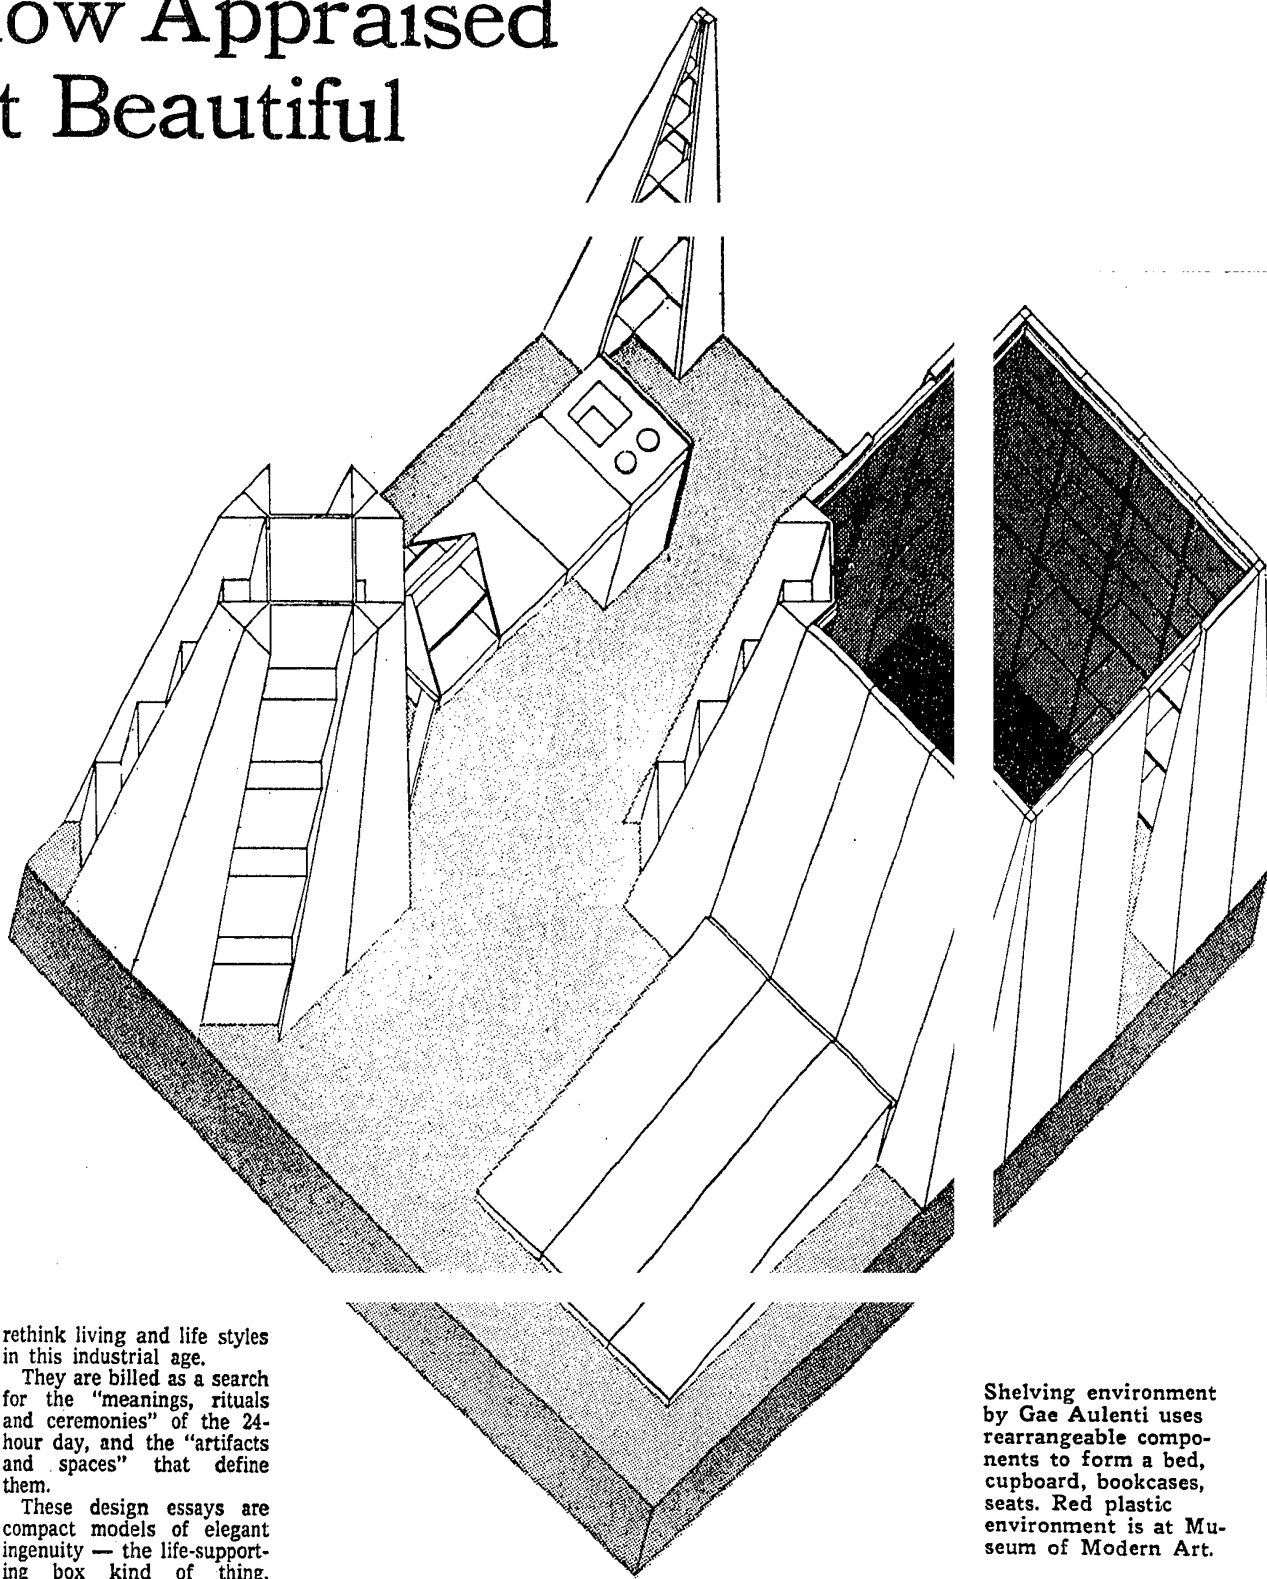 ow Appraised
t Beautiful
rethink living and life styles
in this industrial age.
They are billed as a search
for the "meanings, rituals
and ceremonies" of the 24-
hour day, and the "artifacts
and spaces" that define
them.
These design essays are
compact models of elegant
ingenuity — the life-support-
ing box kind of thing,
Shelving environment
by Gae Aulenti uses
rearrangeable compo-
nents to form a bed,
cupboard, bookcases,
seats. Red plastic
environment is at Mu-
seum of Modern Art.